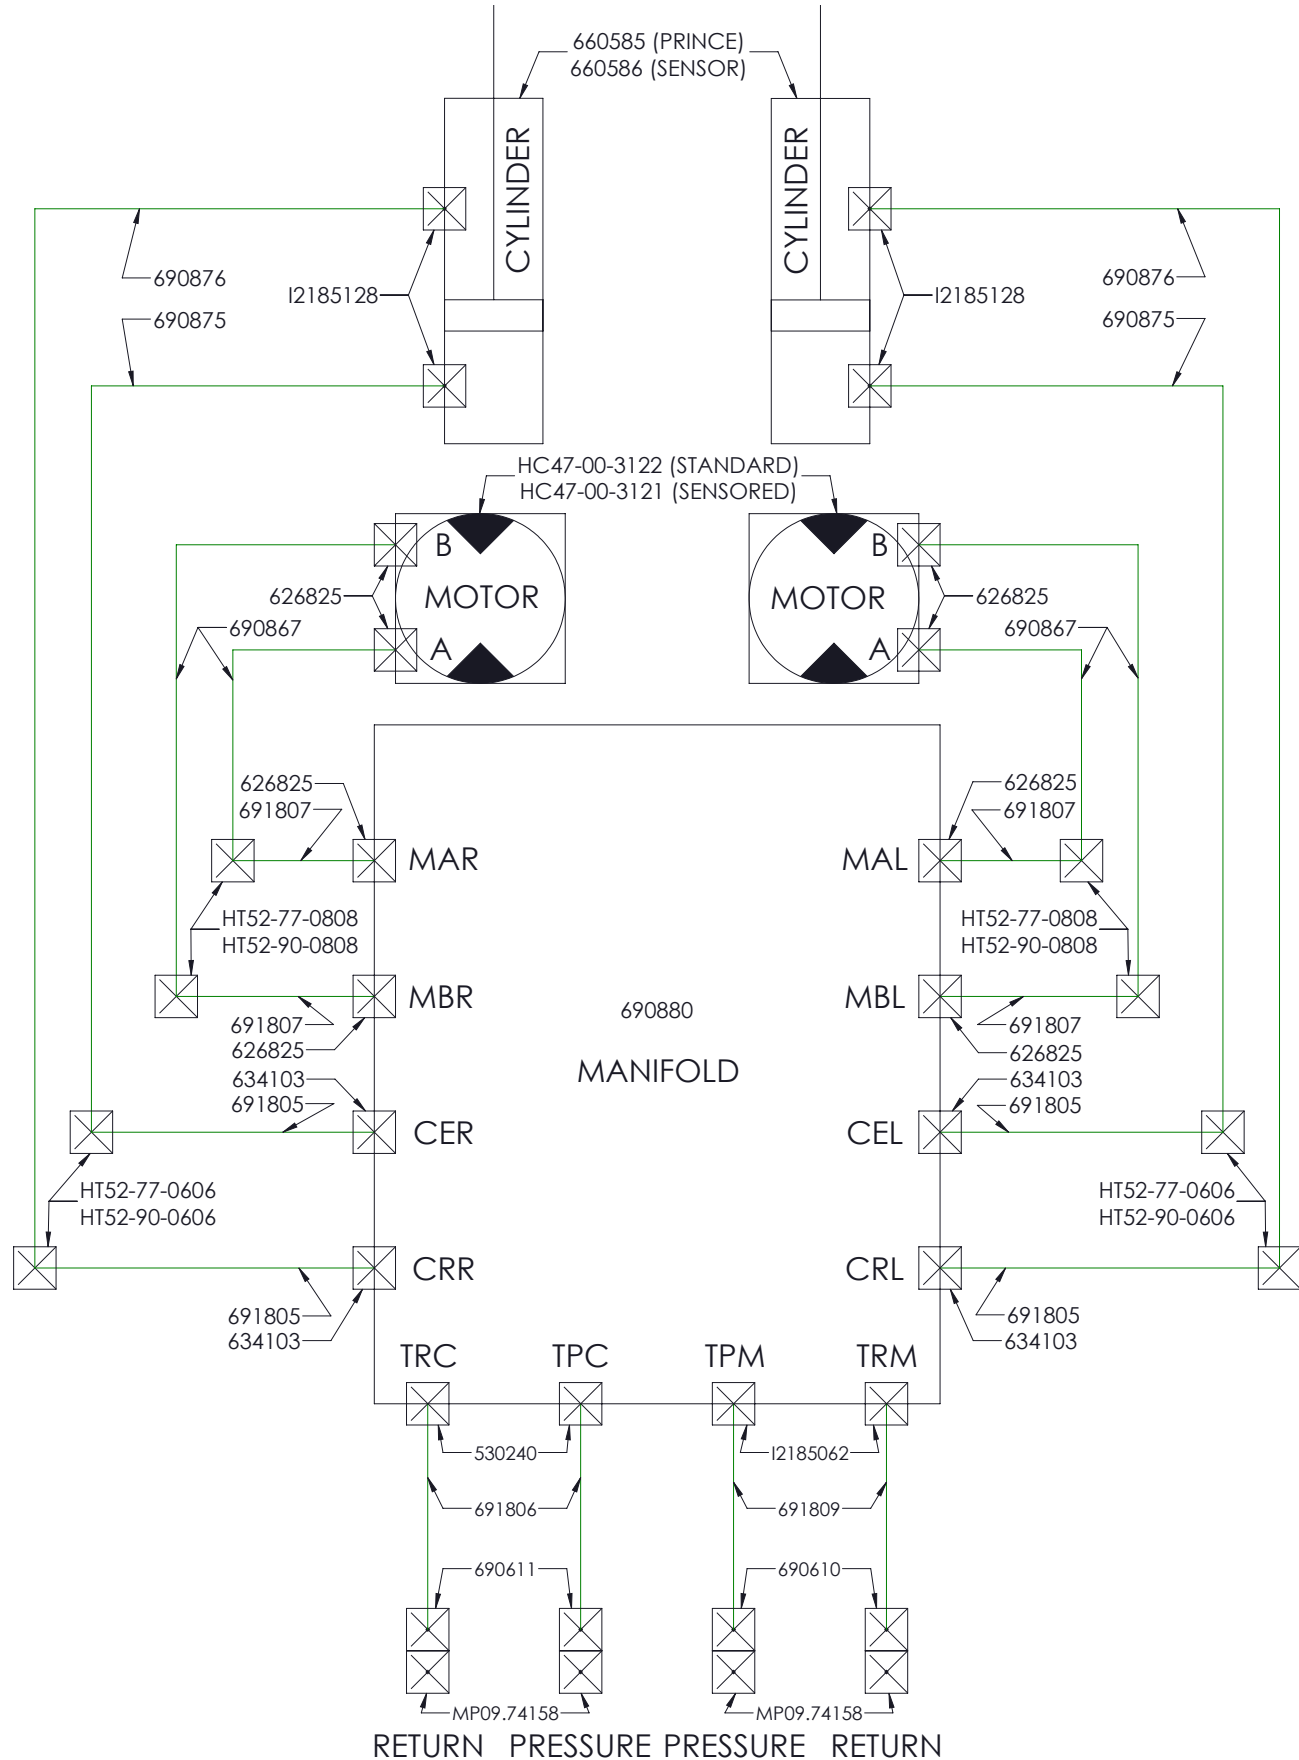 660585 (PRINCE)
660586 (SENSOR)
CYLINDER
CYLINDER
690876
I2185128
690875
690876
I2185128
690875
HC47-00-3122 (STANDARD)
HC47-00-3121 (SENSORED)
B
MOTOR
A
626825
690867
B
MOTOR
A
626825
690867
626825
691807
MAR
626825
691807
MAL
HT52-77-0808
HT52-90-0808
HT52-77-0808
HT52-90-0808
MBR
690880
MBL
691807
626825
691807
626825
MANIFOLD
634103
691805
CER
634103
691805
CEL
HT52-77-0606
HT52-90-0606
HT52-77-0606
HT52-90-0606
CRR
CRL
691805
634103
691805
634103
TRC TPC TPM TRM
530240 I2185062
691806 691809
690611 690610
MP09.74158 MP09.74158
RETURN PRESSURE PRESSURE RETURN